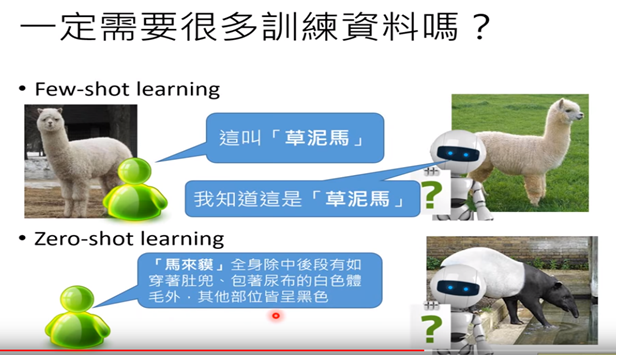 一定需要很多訓練資料嗎？
• Few-shot learning
這叫「草泥馬」
我知道這是「草泥馬」
?
• Zero-shot learning
「馬來貘」全身除中後段有如
穿著肚兜、包著尿布的白色體
毛外，其他部位皆呈黑色
?